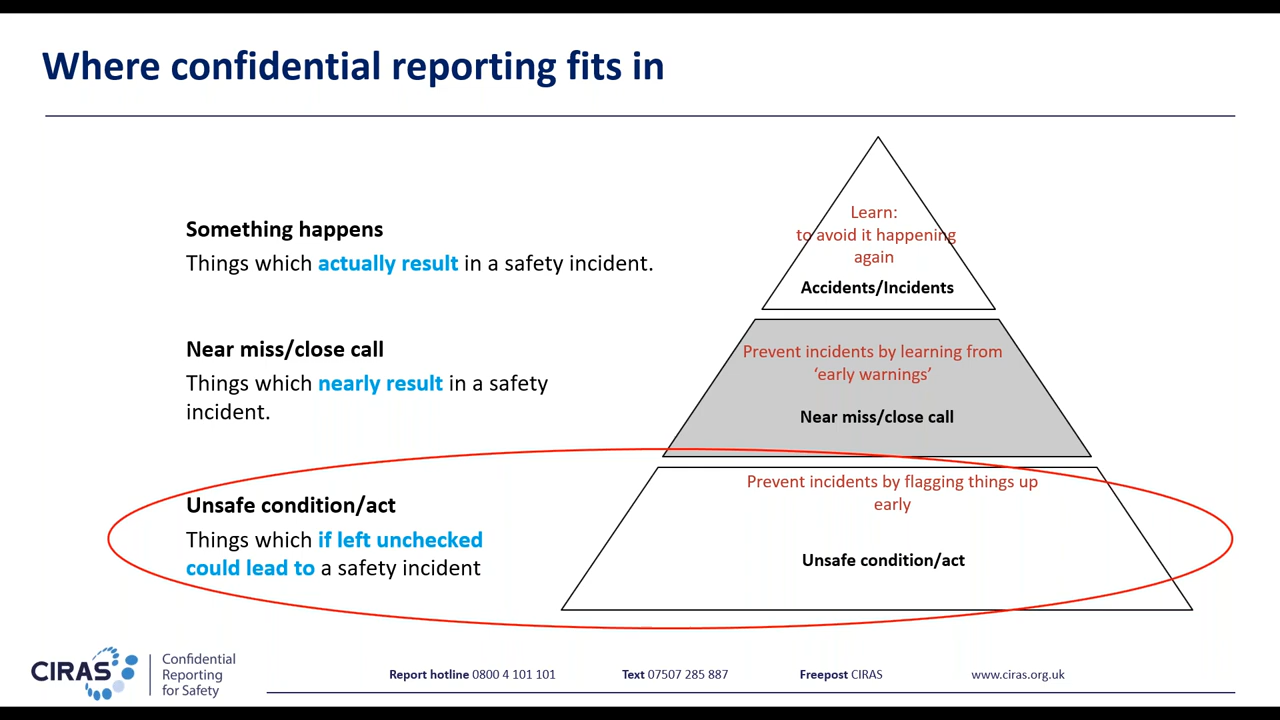 Where confidential reporting fits in
Something happens
Things which actually result in a safety incident.
Near miss/close call
Things which nearly result in a safety
incident.
Unsafe condition/act
Things which if left unchecked
could lead to a safety incident
Learn:
to avoid it happening
again
Accidents/Incidents
Prevent incidents by learning from
‘early warnings’
Near miss/close call
Prevent incidents by flagging things up
early
Unsafe condition/act
CIRAS
Confidential
Reporting
for Safety
Report hotline 0800 4 101 101
Text 07507 285 887
Freepost CIRAS
www.ciras.org.uk